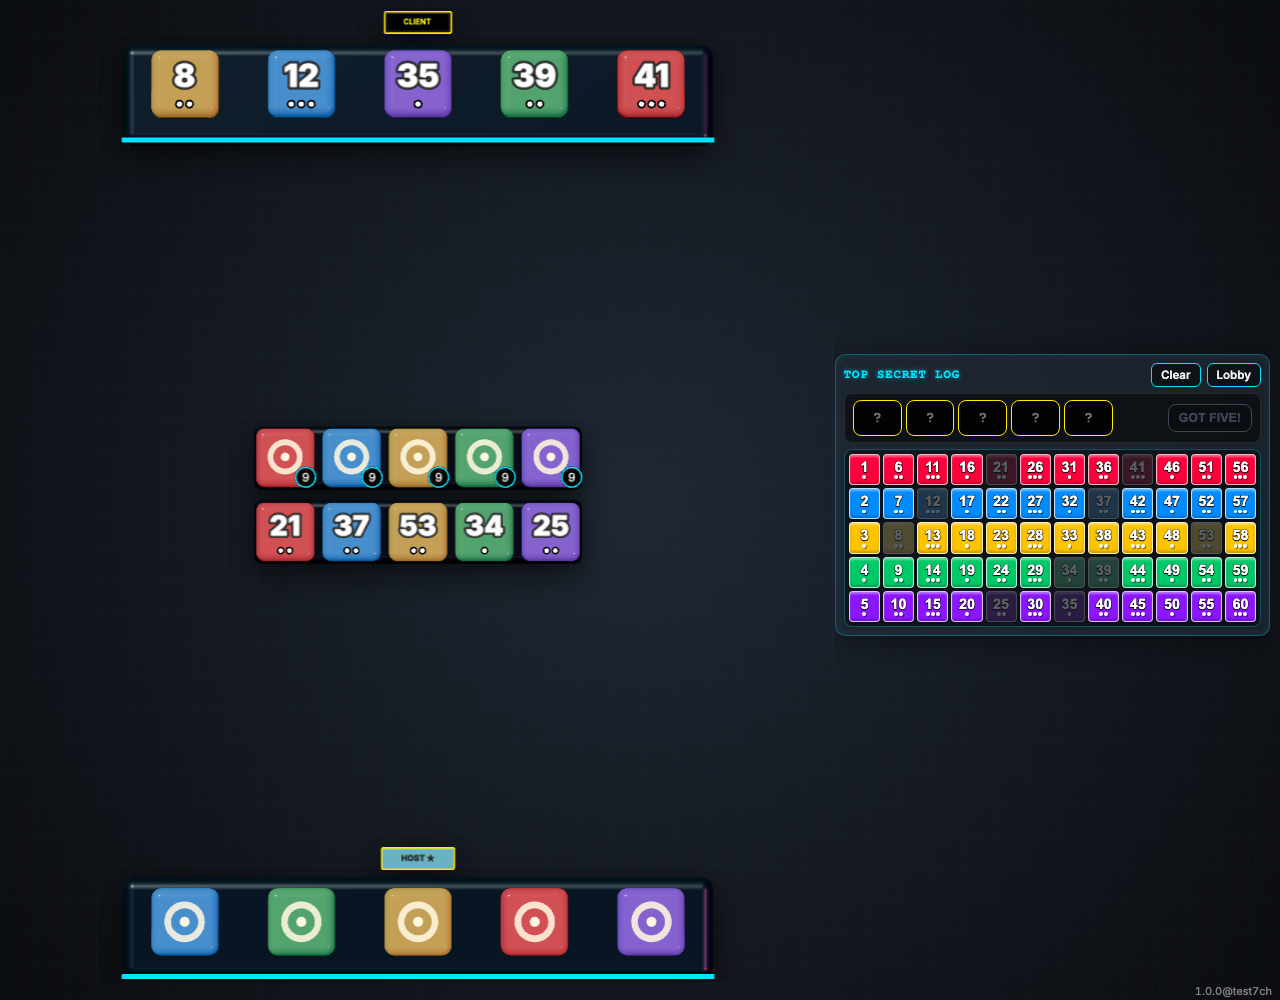 CLIENT
8 12 35 39 41
TOP SECRET LOG Clear Lobby
? ? ? ? ? GOT FIVE!
9 9 9 9 9
21 37 53 34 25
1 6 11 16 21 26 31 36 41 46 51 56
2 7 12 17 22 27 32 37 42 47 52 57
3 8 13 18 23 28 33 38 43 48 53 58
4 9 14 19 24 29 34 39 44 49 54 59
5 10 15 20 25 30 35 40 45 50 55 60
HOST ★
1.0.0@test7ch